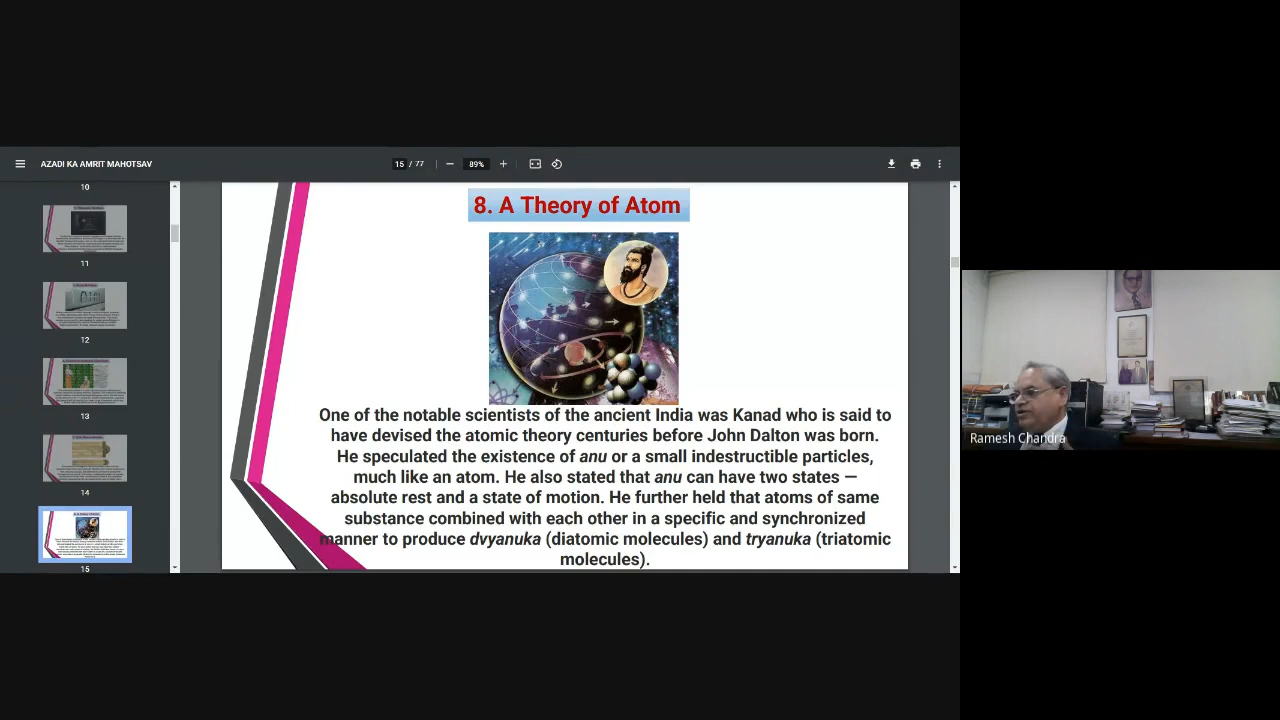 AZADI KA AMRIT MAHOTSAV
15 / 77
89%
10
11
12
13
14
15
8. A Theory of Atom
One of the notable scientists of the ancient India was Kanad who is said to
have devised the atomic theory centuries before John Dalton was born.
He speculated the existence of anu or a small indestructible particles,
much like an atom. He also stated that anu can have two states —
absolute rest and a state of motion. He further held that atoms of same
substance combined with each other in a specific and synchronized
manner to produce dvyanuka (diatomic molecules) and tryanuka (triatomic
molecules).
Ramesh Chandra